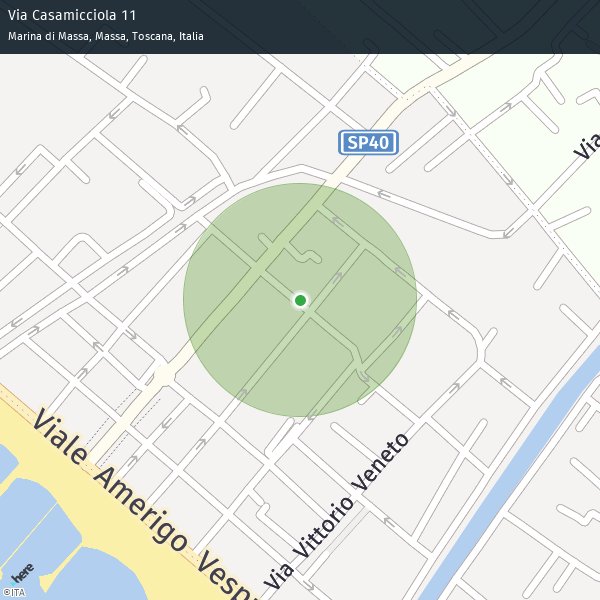 Via Casamicciola 11
Marina di Massa, Massa, Toscana, Italia
SP40
Via
Viale Amerigo Vesp
Via Vittorio Veneto
here
©ITA